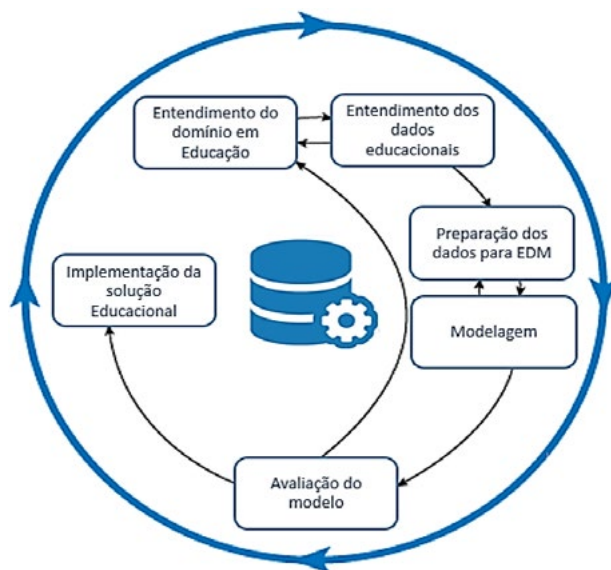 Entendimento do
domínio em
Educação
Entendimento dos
dados
educacionais
Preparação dos
dados para EDM
Modelagem
Avaliação do
modelo
Implementação da
solução
Educacional